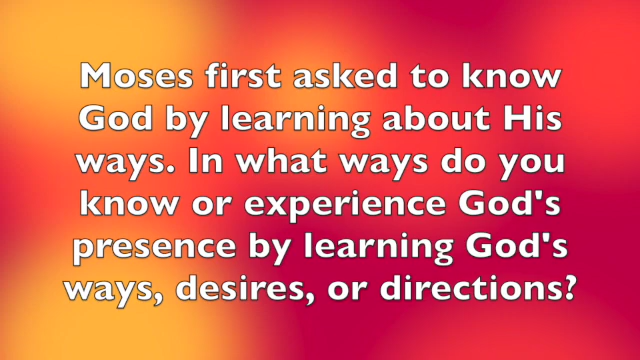 Moses first asked to know
God by learning about His
ways. In what ways do you
know or experience God's
presence by learning God's
ways, desires, or directions?